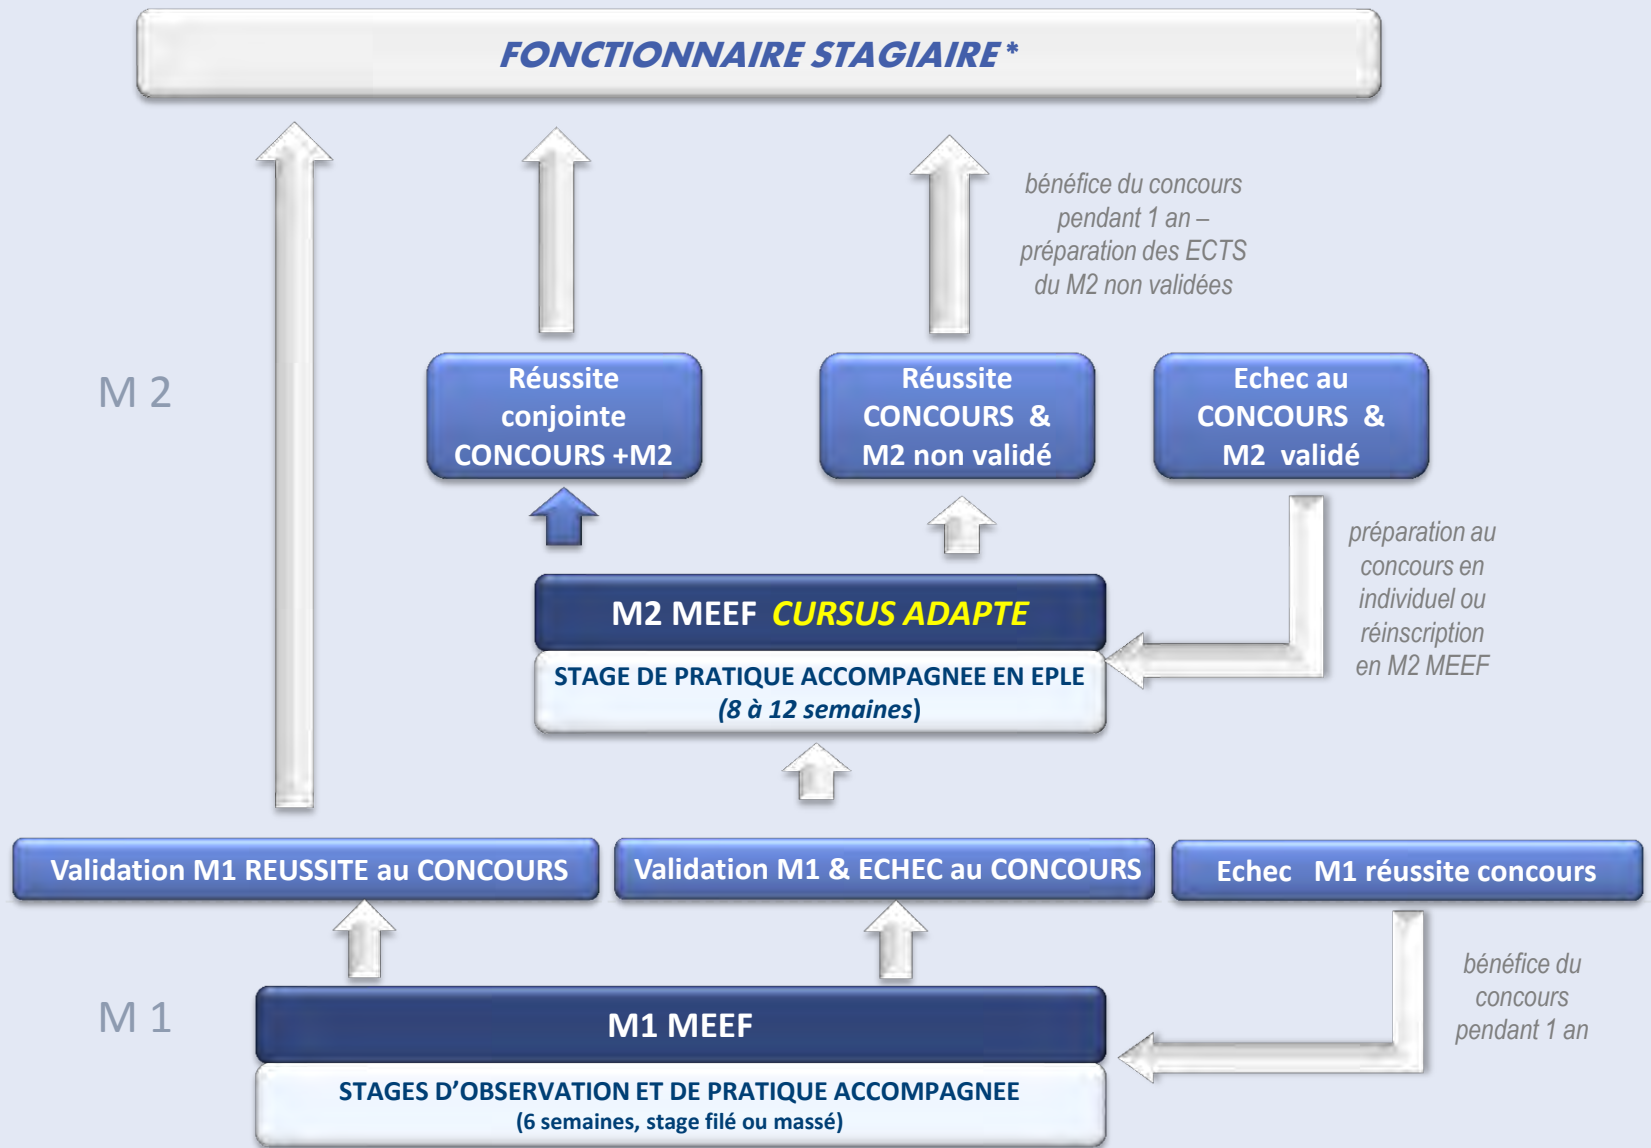 FONCTIONNAIRE STAGIAIRE*
bénéfice du concours
pendant 1 an –
préparation des ECTS
du M2 non validées
M 2
Réussite
conjointe
CONCOURS +M2
Réussite
CONCOURS &
M2 non validé
Echec au
CONCOURS &
M2 validé
préparation au
concours en
individuel ou
réinscription
en M2 MEEF
M2 MEEF CURSUS ADAPTE
STAGE DE PRATIQUE ACCOMPAGNEE EN EPLE
(8 à 12 semaines)
Validation M1 REUSSITE au CONCOURS
Validation M1 & ECHEC au CONCOURS
Echec M1 réussite concours
bénéfice du
concours
pendant 1 an
M 1
M1 MEEF
STAGES D’OBSERVATION ET DE PRATIQUE ACCOMPAGNEE
(6 semaines, stage filé ou massé)